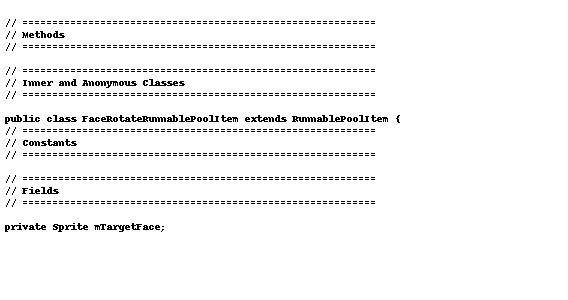 // ===========================================================
// Methods
// ===========================================================
// ===========================================================
// Inner and Anonymous Classes
// ===========================================================
public class FaceRotateRunnablePoolItem extends RunnablePoolItem {
// ===========================================================
// Constants
// ===========================================================
// ===========================================================
// Fields
// ===========================================================
private Sprite mTargetFace;